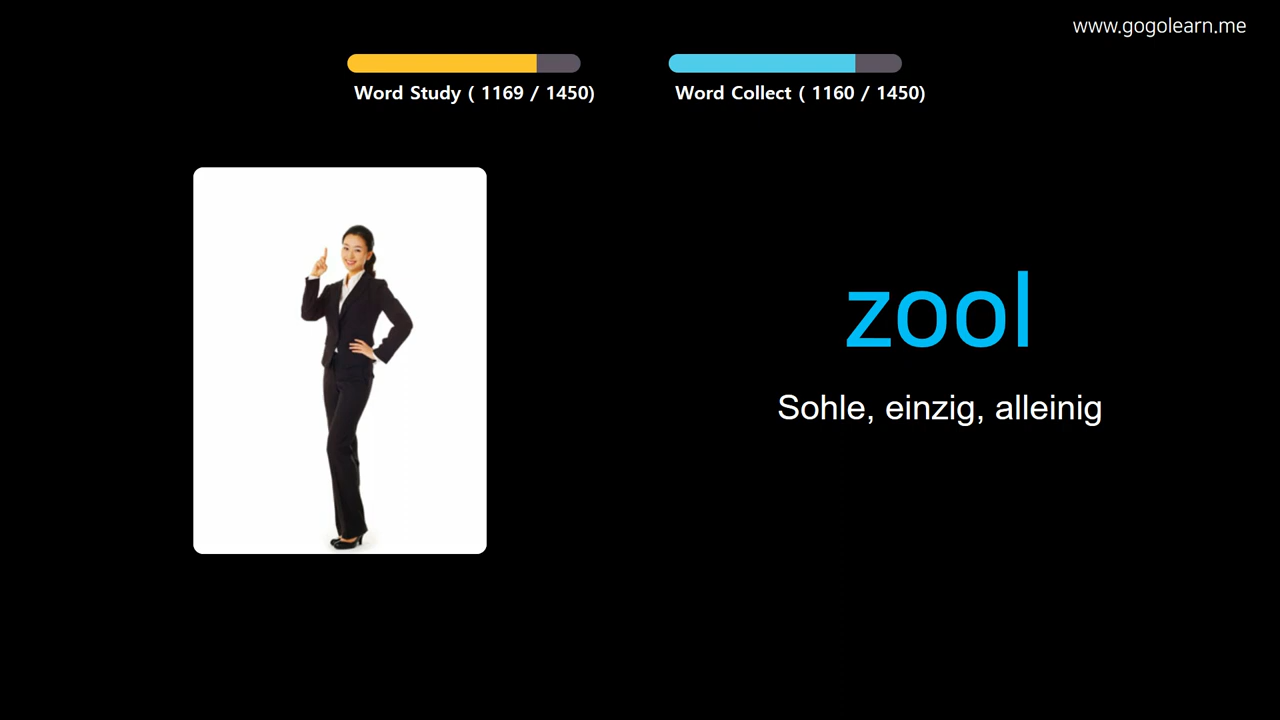 www.gogolearn.me
Word Study ( 1169 / 1450)
Word Collect ( 1160 / 1450)
zool
Sohle, einzig, alleinig